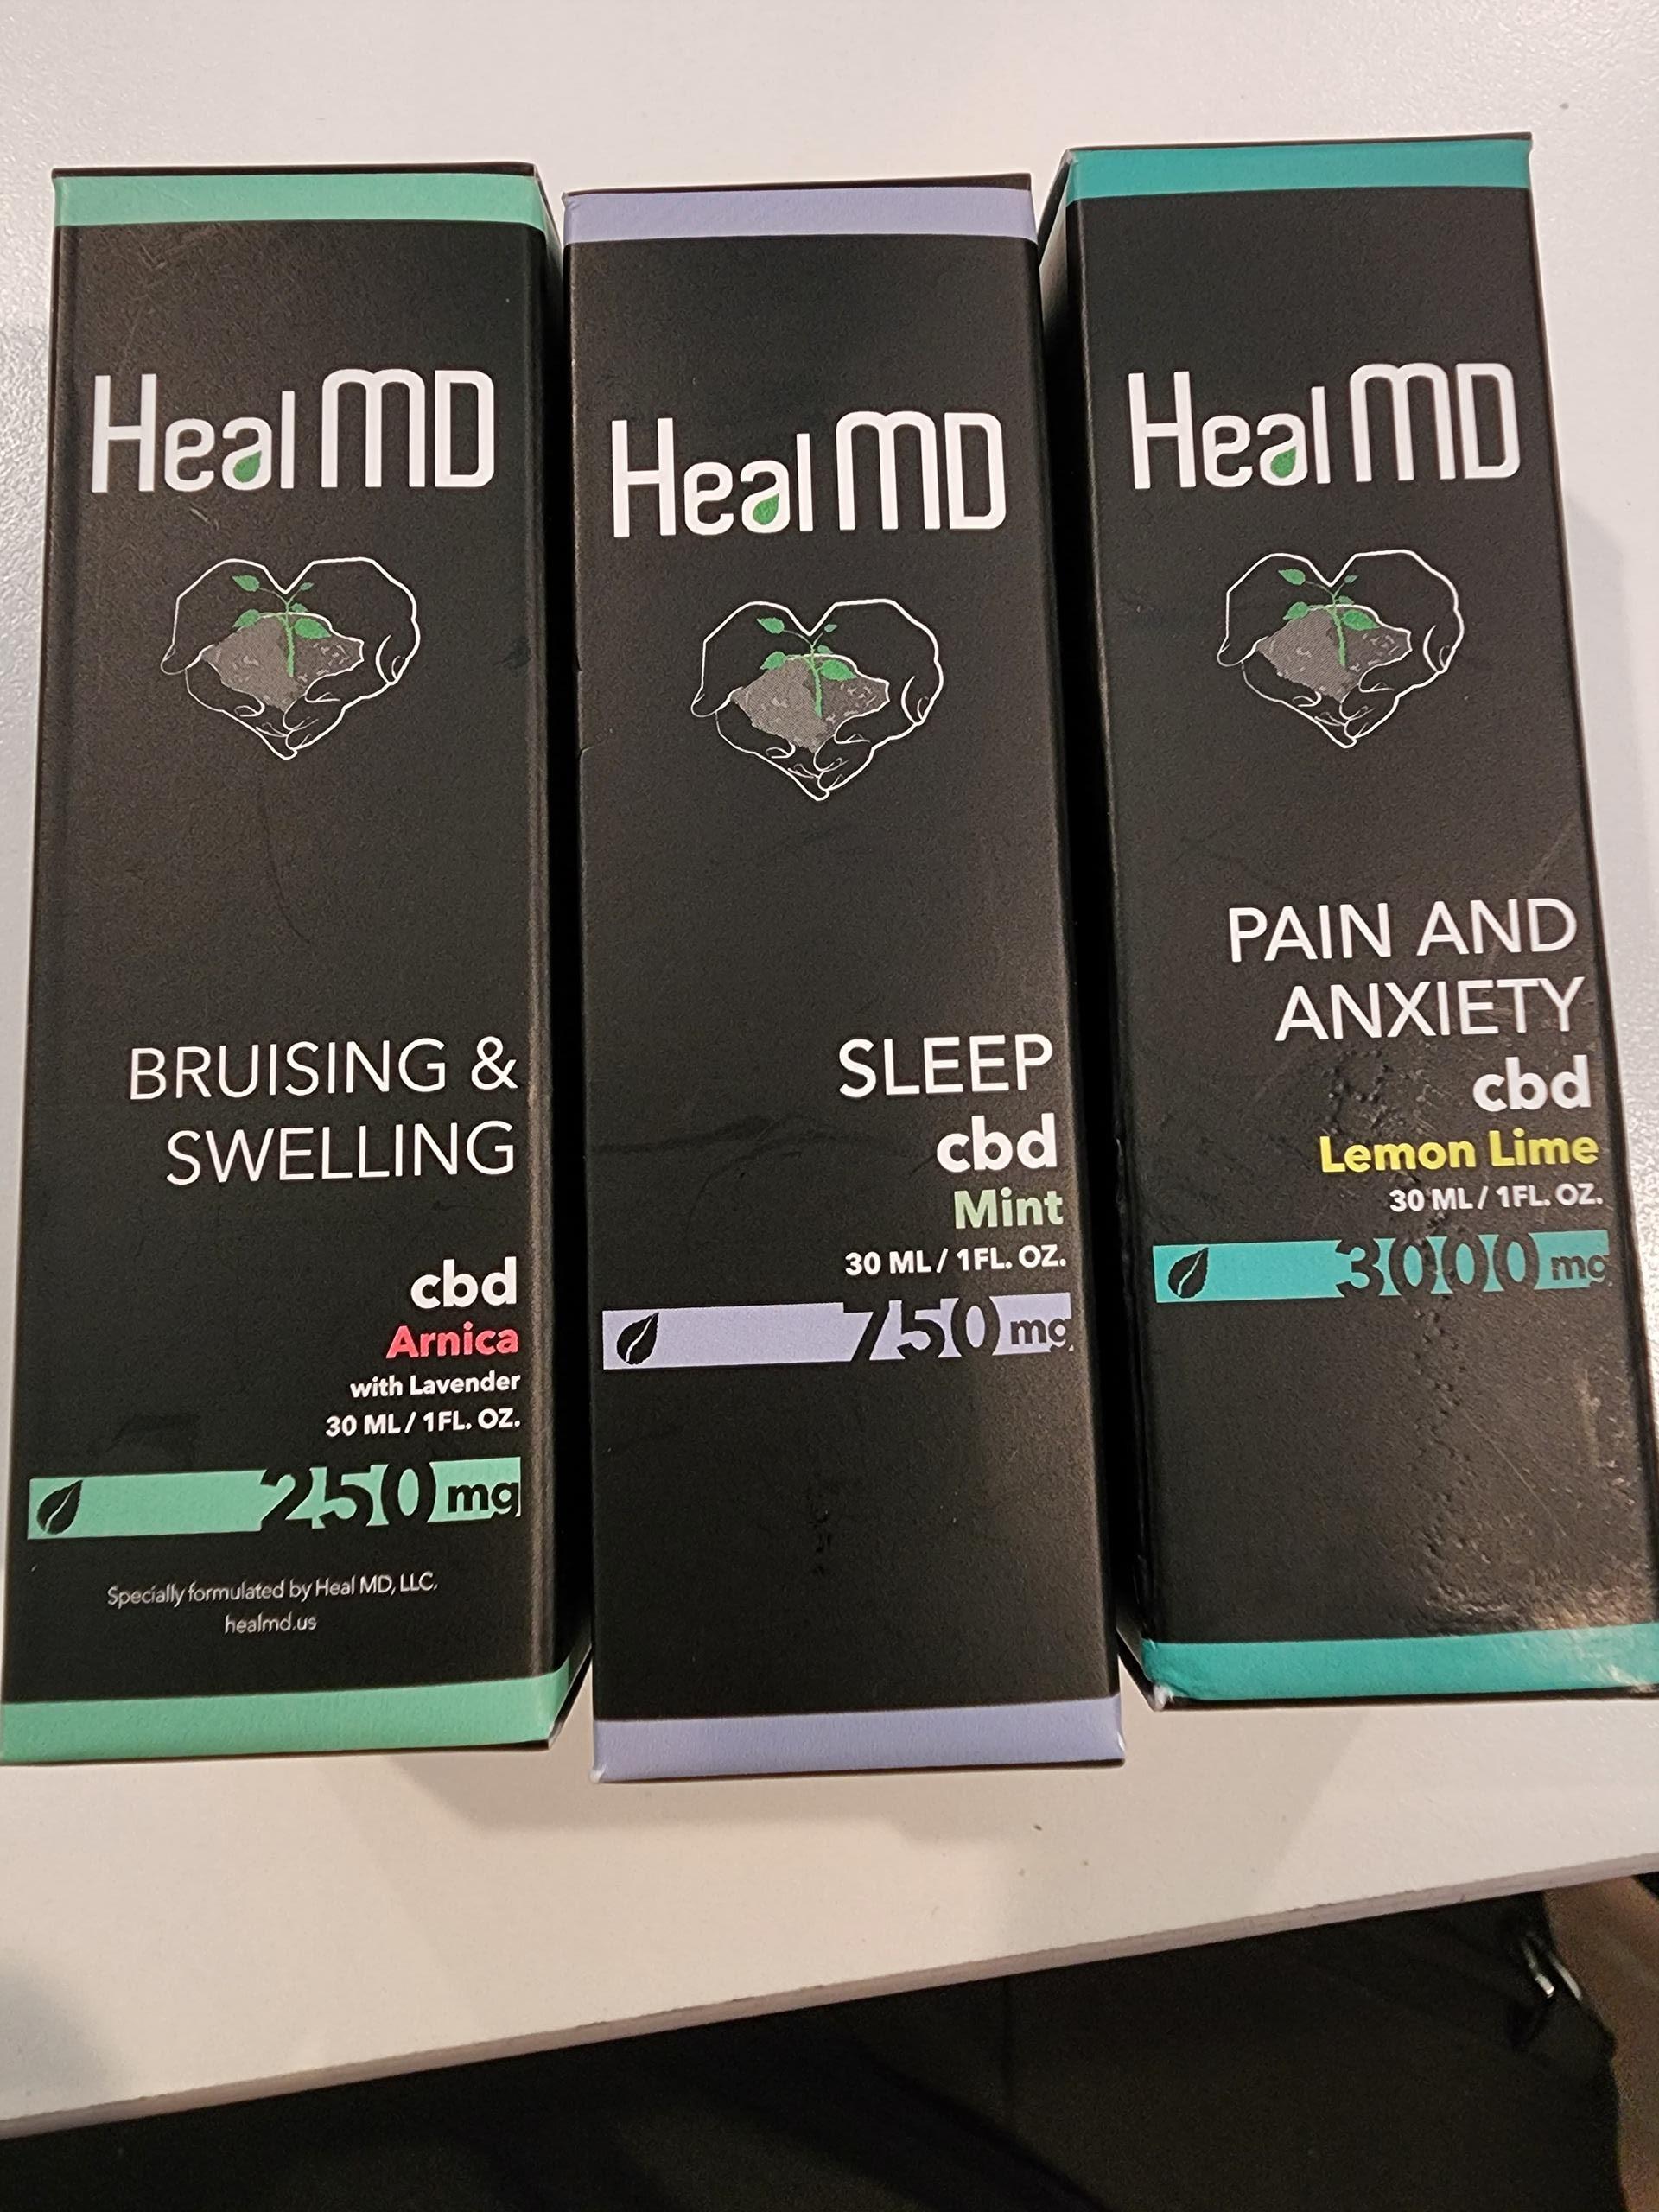 Heal MD
BRUISING &
SWELLING
cbd
Arnica
with Lavender
30 ML / 1FL. OZ.
250 mg
Specially formulated by Heal MD, LLC.
healmd.us
Heal MD
SLEEP
cbd
Mint
30 ML / 1FL. OZ.
750 mg
Heal MD
PAIN AND
ANXIETY
cbd
Lemon Lime
30 ML / 1FL. OZ.
3000 mg